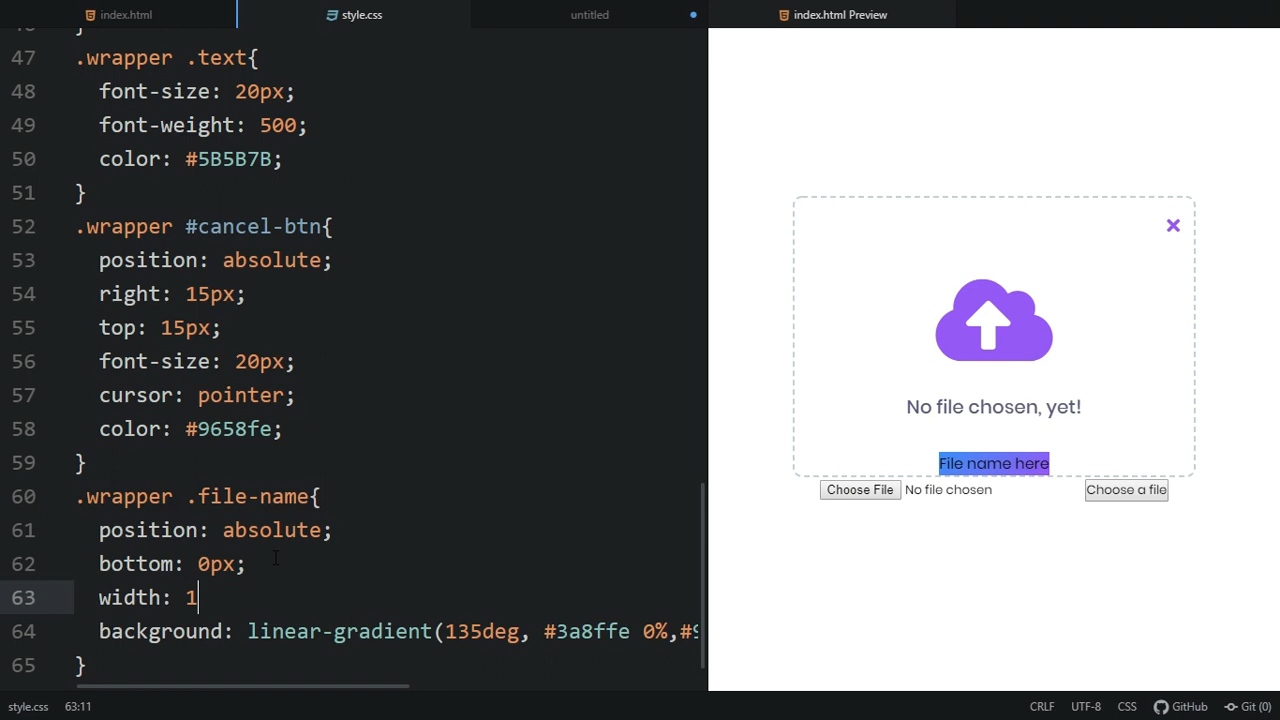 index.html
style.css
untitled
index.html Preview
46 }
47 .wrapper .text{
48 font-size: 20px;
49 font-weight: 500;
50 color: #5B5B7B;
51 }
52 .wrapper #cancel-btn{
53 position: absolute;
54 right: 15px;
55 top: 15px;
56 font-size: 20px;
57 cursor: pointer;
58 color: #9658fe;
59 }
60 .wrapper .file-name{
61 position: absolute;
62 bottom: 0px;
63 width: 1
64 background: linear-gradient(135deg, #3a8ffe 0%,#9
65 }
No file chosen, yet!
File name here
Choose File No file chosen
Choose a file
style.css 63:11
CRLF UTF-8 CSS GitHub Git (0)